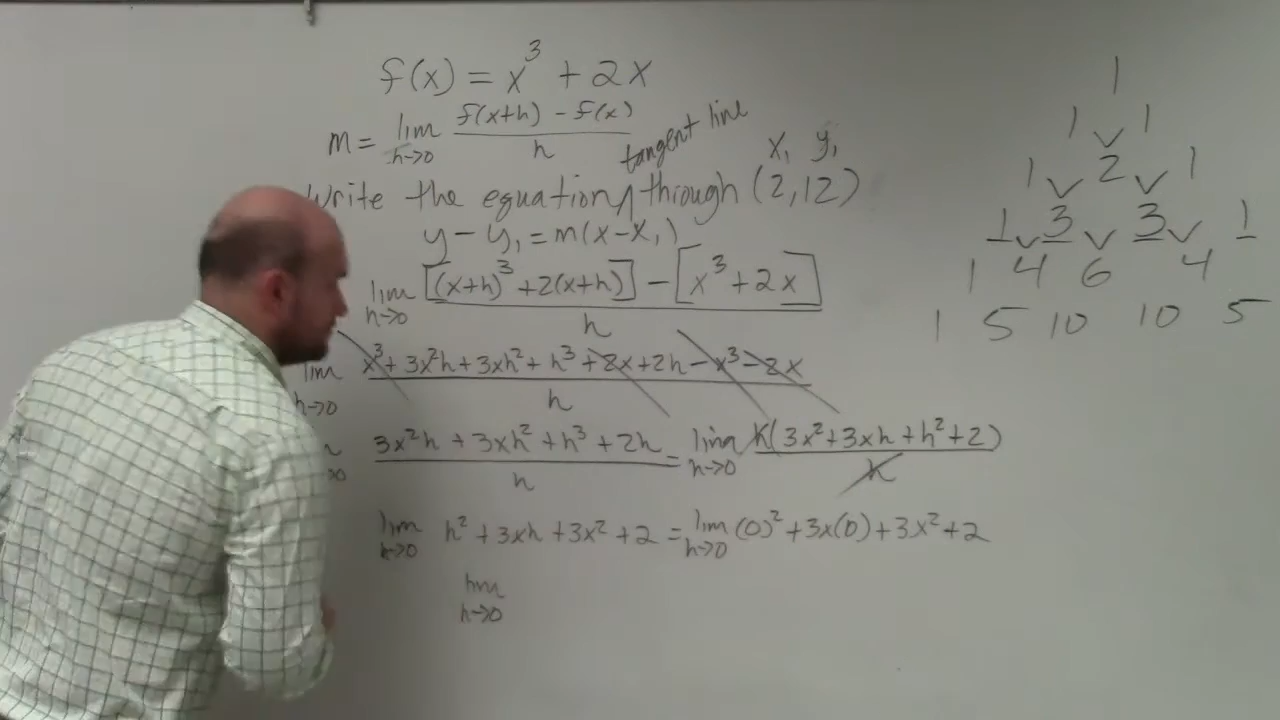 f(x) = x³ + 2x
m = lim h→0 (f(x+h) - f(x))/h
tangent line
x₁ y₁
Write the equation through (2,12)
y - y₁ = m(x-x₁)
lim h→0 ([(x+h)³ + 2(x+h)] - [x³ + 2x])/h
lim h→0 (x³ + 3x²h + 3xh² + h³ + 2x + 2h - x³ - 2x)/h
(3x²h + 3xh² + h³ + 2h)/h = lim h→0 h(3x² + 3xh + h² + 2)/h
lim h→0 h² + 3xh + 3x² + 2 = lim h→0 (0)² + 3x(0) + 3x² + 2
lim h→0
1
1 1
1 2 1
1 3 3 1
1 4 6 4
1 5 10 10 5